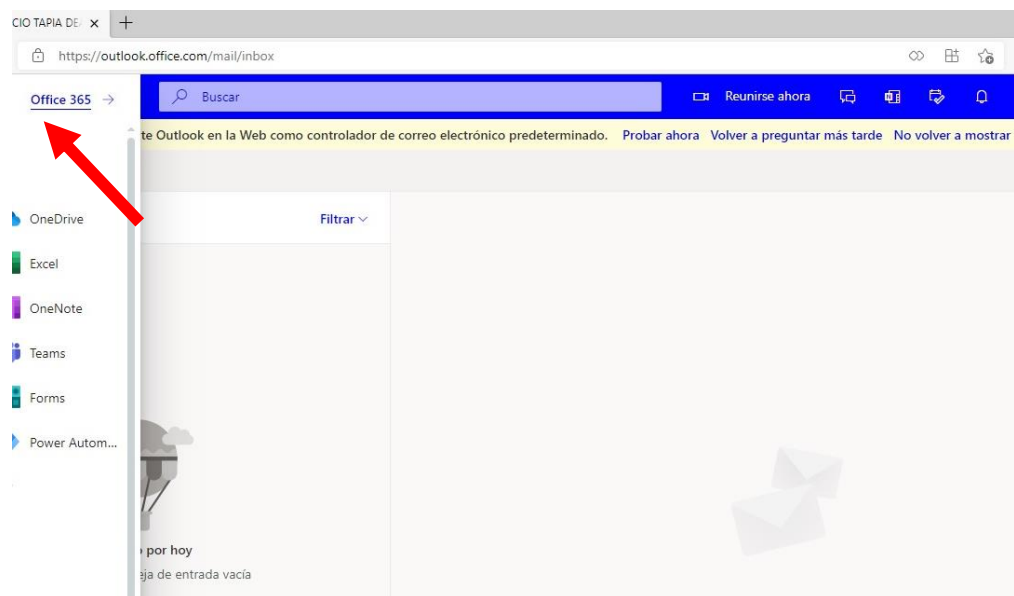 CIO TAPIA DE
https://outlook.office.com/mail/inbox
Office 365 →
Buscar
Reunirse ahora
te Outlook en la Web como controlador de correo electrónico predeterminado. Probar ahora Volver a preguntar más tarde No volver a mostrar
OneDrive
Filtrar
Excel
OneNote
Teams
Forms
Power Autom...
por hoy
eja de entrada vacía